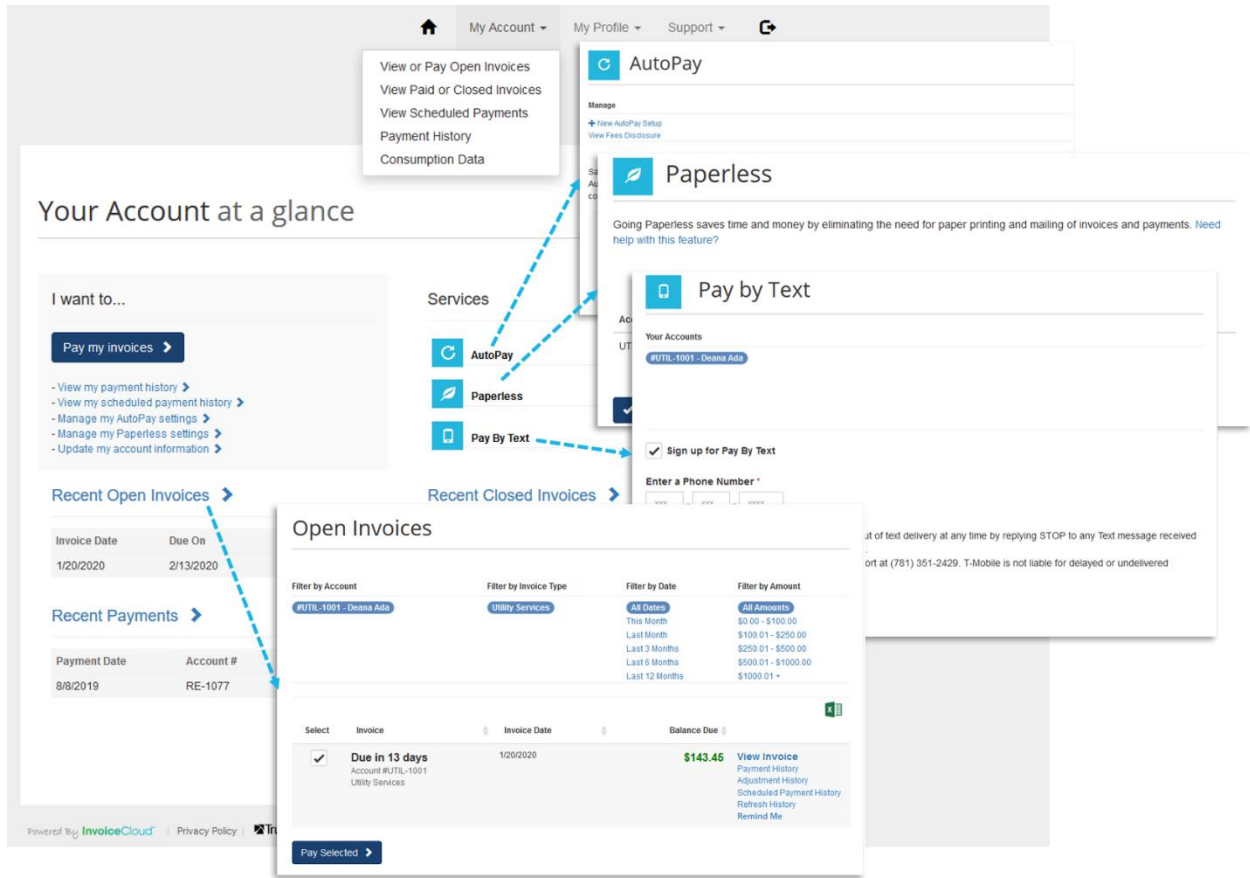 My Account My Profile Support
View or Pay Open Invoices
View Paid or Closed Invoices
View Scheduled Payments
Payment History
Consumption Data
AutoPay
Manage
New AutoPay Setup
View Fees Disclosure
Paperless
Going Paperless saves time and money by eliminating the need for paper printing and mailing of invoices and payments. Need
help with this feature?
Pay by Text
Your Accounts
#UTIL-1001 - Deana Ada
Sign up for Pay By Text
Enter a Phone Number *
of text delivery at any time by replying STOP to any Text message received
at (781) 351-2429. T-Mobile is not liable for delayed or undelivered
Your Account at a glance
I want to...
Pay my invoices
- View my payment history
- View my scheduled payment history
- Manage my AutoPay settings
- Manage my Paperless settings
- Update my account information
Services
AutoPay
Paperless
Pay By Text
Recent Open Invoices
Invoice Date Due On
1/20/2020 2/13/2020
Recent Closed Invoices
Recent Payments
Payment Date Account #
8/8/2019 RE-1077
Open Invoices
Filter by Account Filter by Invoice Type Filter by Date Filter by Amount
#UTIL-1001 - Deana Ada Utility Services All Dates All Amounts
This Month $0.00 - $100.00
Last Month $100.01 - $250.00
Last 3 Months $250.01 - $500.00
Last 6 Months $500.01 - $1000.00
Last 12 Months $1000.01 +
Select Invoice Invoice Date Balance Due
Due in 13 days 1/20/2020 $143.45 View Invoice
Account #UTIL-1001 Payment History
Utility Services Adjustment History
Scheduled Payment History
Refresh History
Remind Me
Pay Selected
Powered By InvoiceCloud | Privacy Policy |